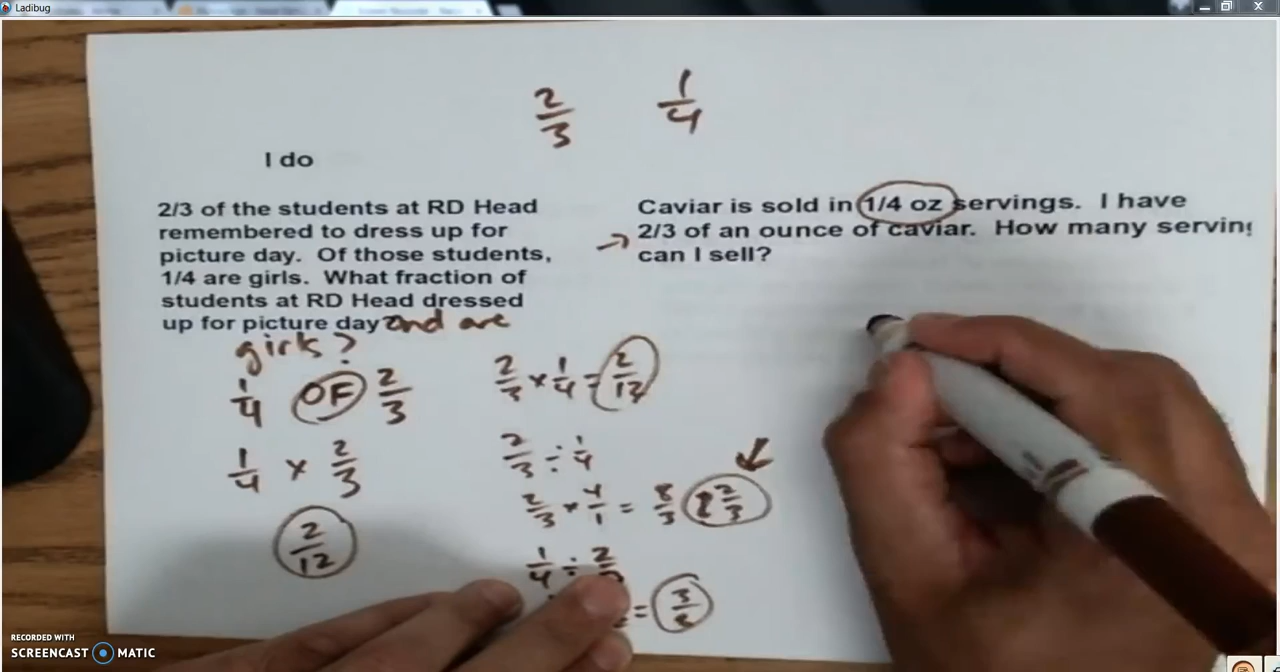 Ladibug
2/3 1/4
I do
2/3 of the students at RD Head
remembered to dress up for
picture day. Of those students,
1/4 are girls. What fraction of
students at RD Head dressed
up for picture day and are
girls?
1/4 OF 2/3
1/4 × 2/3
2/12
2/3 × 1/4 = 2/12
2/3 ÷ 1/4
2/3 × 4/1 = 8/3 2 2/3
1/4 ÷ 2/
= 3/8
Caviar is sold in 1/4 oz servings. I have
2/3 of an ounce of caviar. How many serving
can I sell?
RECORDED WITH
SCREENCAST MATIC